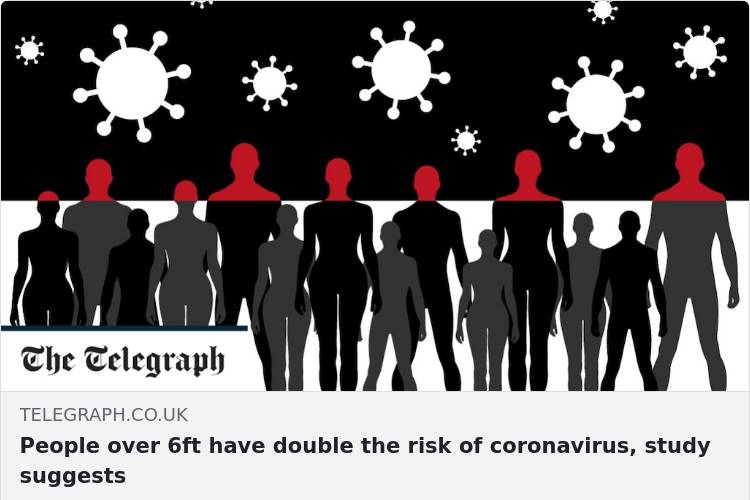 The Telegraph
TELEGRAPH.CO.UK
People over 6ft have double the risk of coronavirus, study
suggests